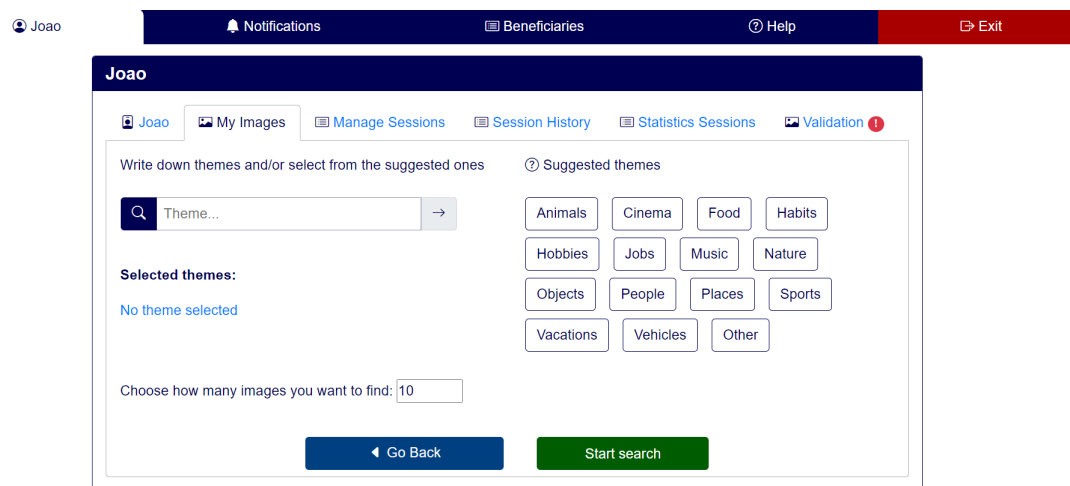 Joao Notifications Beneficiaries Help Exit
Joao
Joao My Images Manage Sessions Session History Statistics Sessions Validation !
Write down themes and/or select from the suggested ones
Theme...
Selected themes:
No theme selected
? Suggested themes
Animals Cinema Food Habits
Hobbies Jobs Music Nature
Objects People Places Sports
Vacations Vehicles Other
Choose how many images you want to find: 10
Go Back Start search